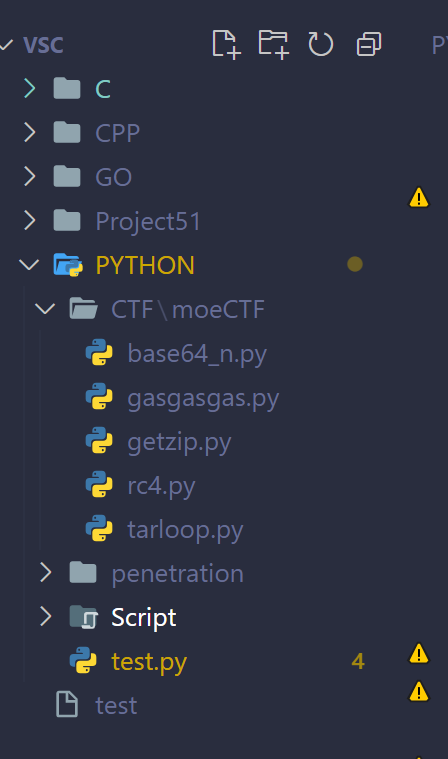 VSC
C
CPP
GO
Project51
PYTHON
CTF\moeCTF
base64_n.py
gasgasgas.py
getzip.py
rc4.py
tarloop.py
penetration
Script
test.py 4
test